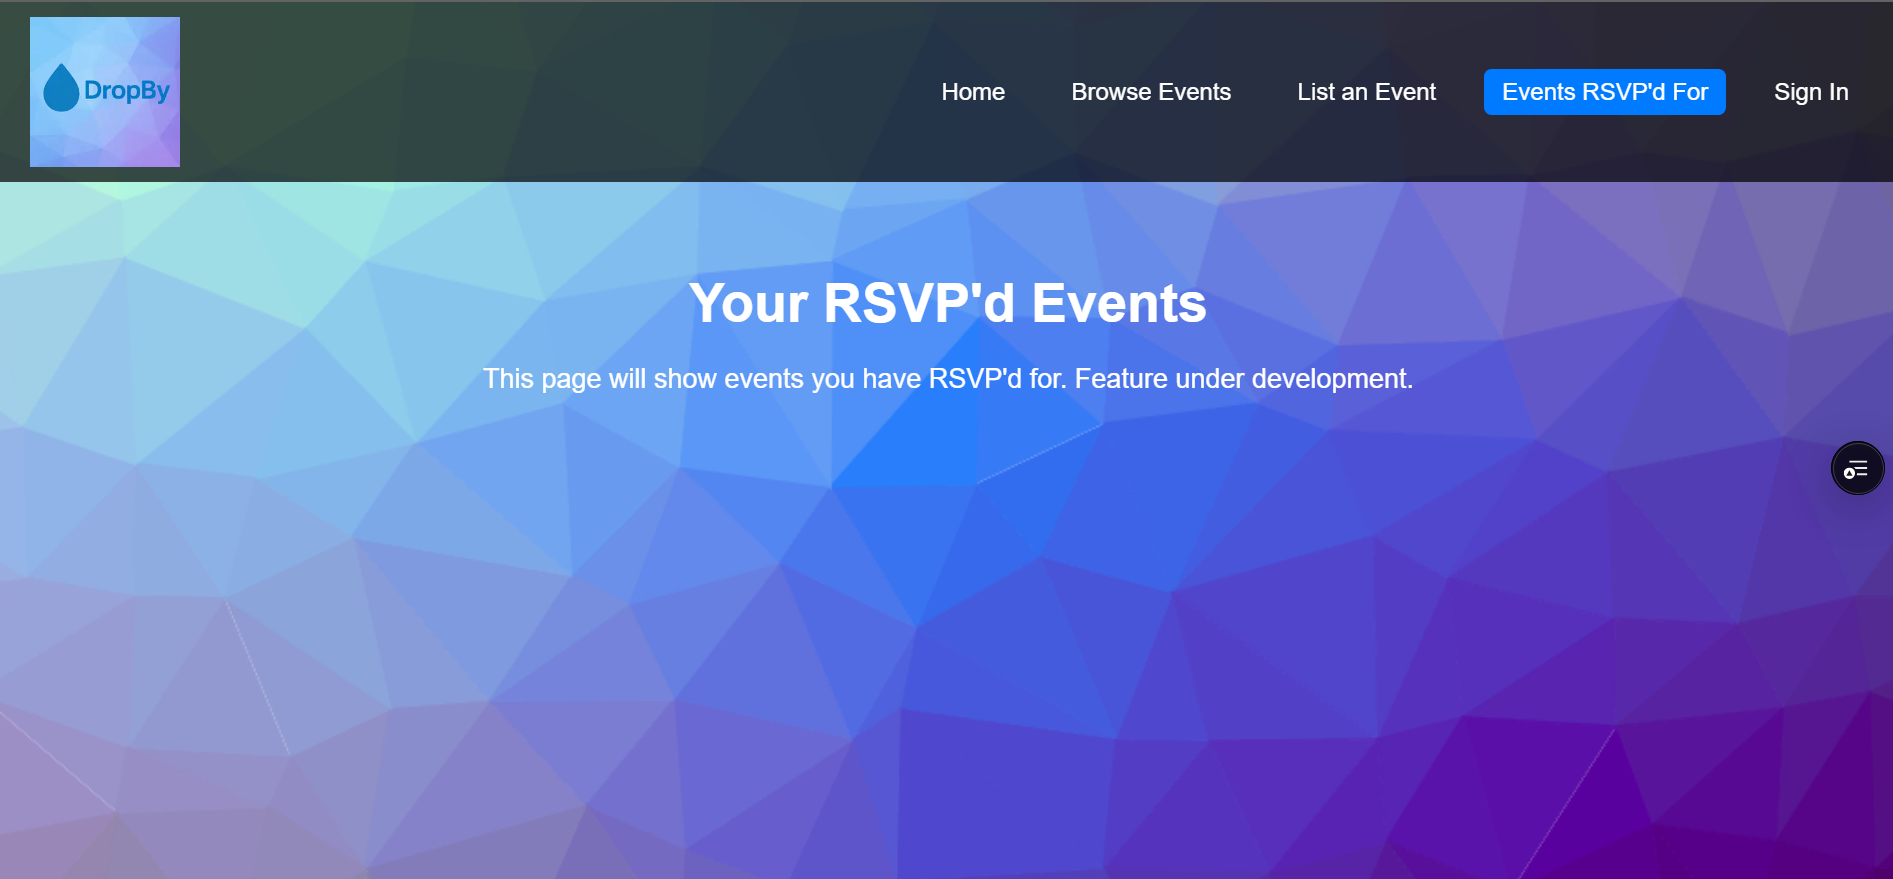 DropBy
Home
Browse Events
List an Event
Events RSVP'd For
Sign In
Your RSVP'd Events
This page will show events you have RSVP'd for. Feature under development.